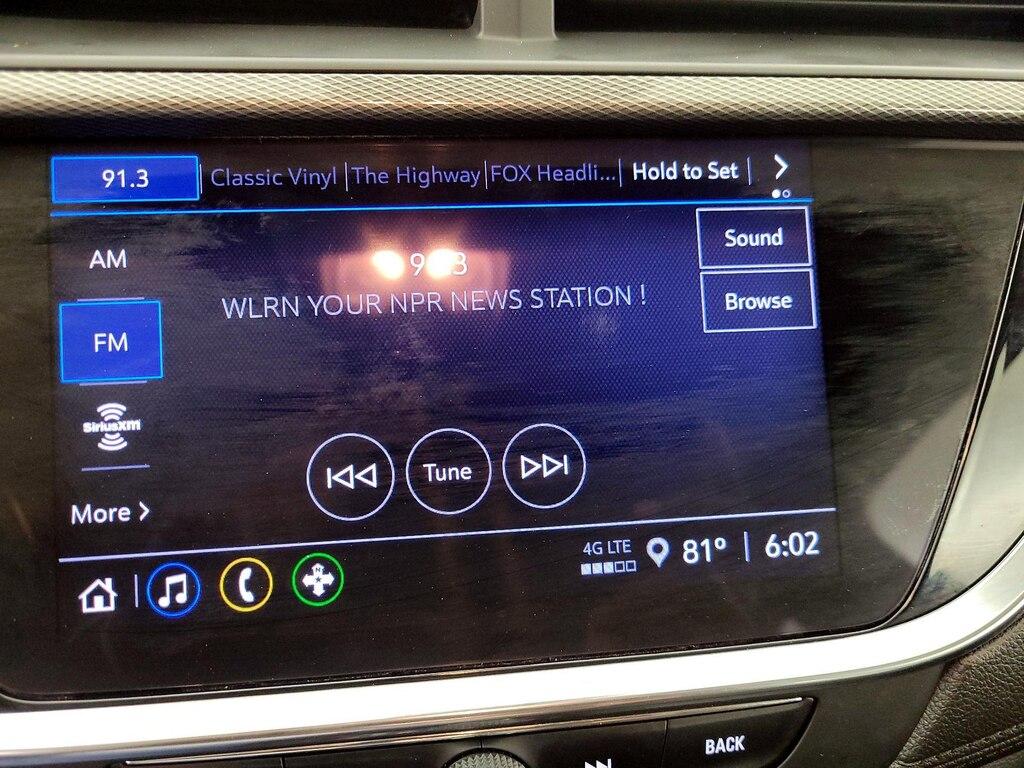 91.3
Classic Vinyl
The Highway
FOX Headli...
Hold to Set
AM
Sound
WLRN YOUR NPR NEWS STATION !
Browse
FM
SiriusXM
Tune
More
4G LTE
81°
6:02
N
BACK